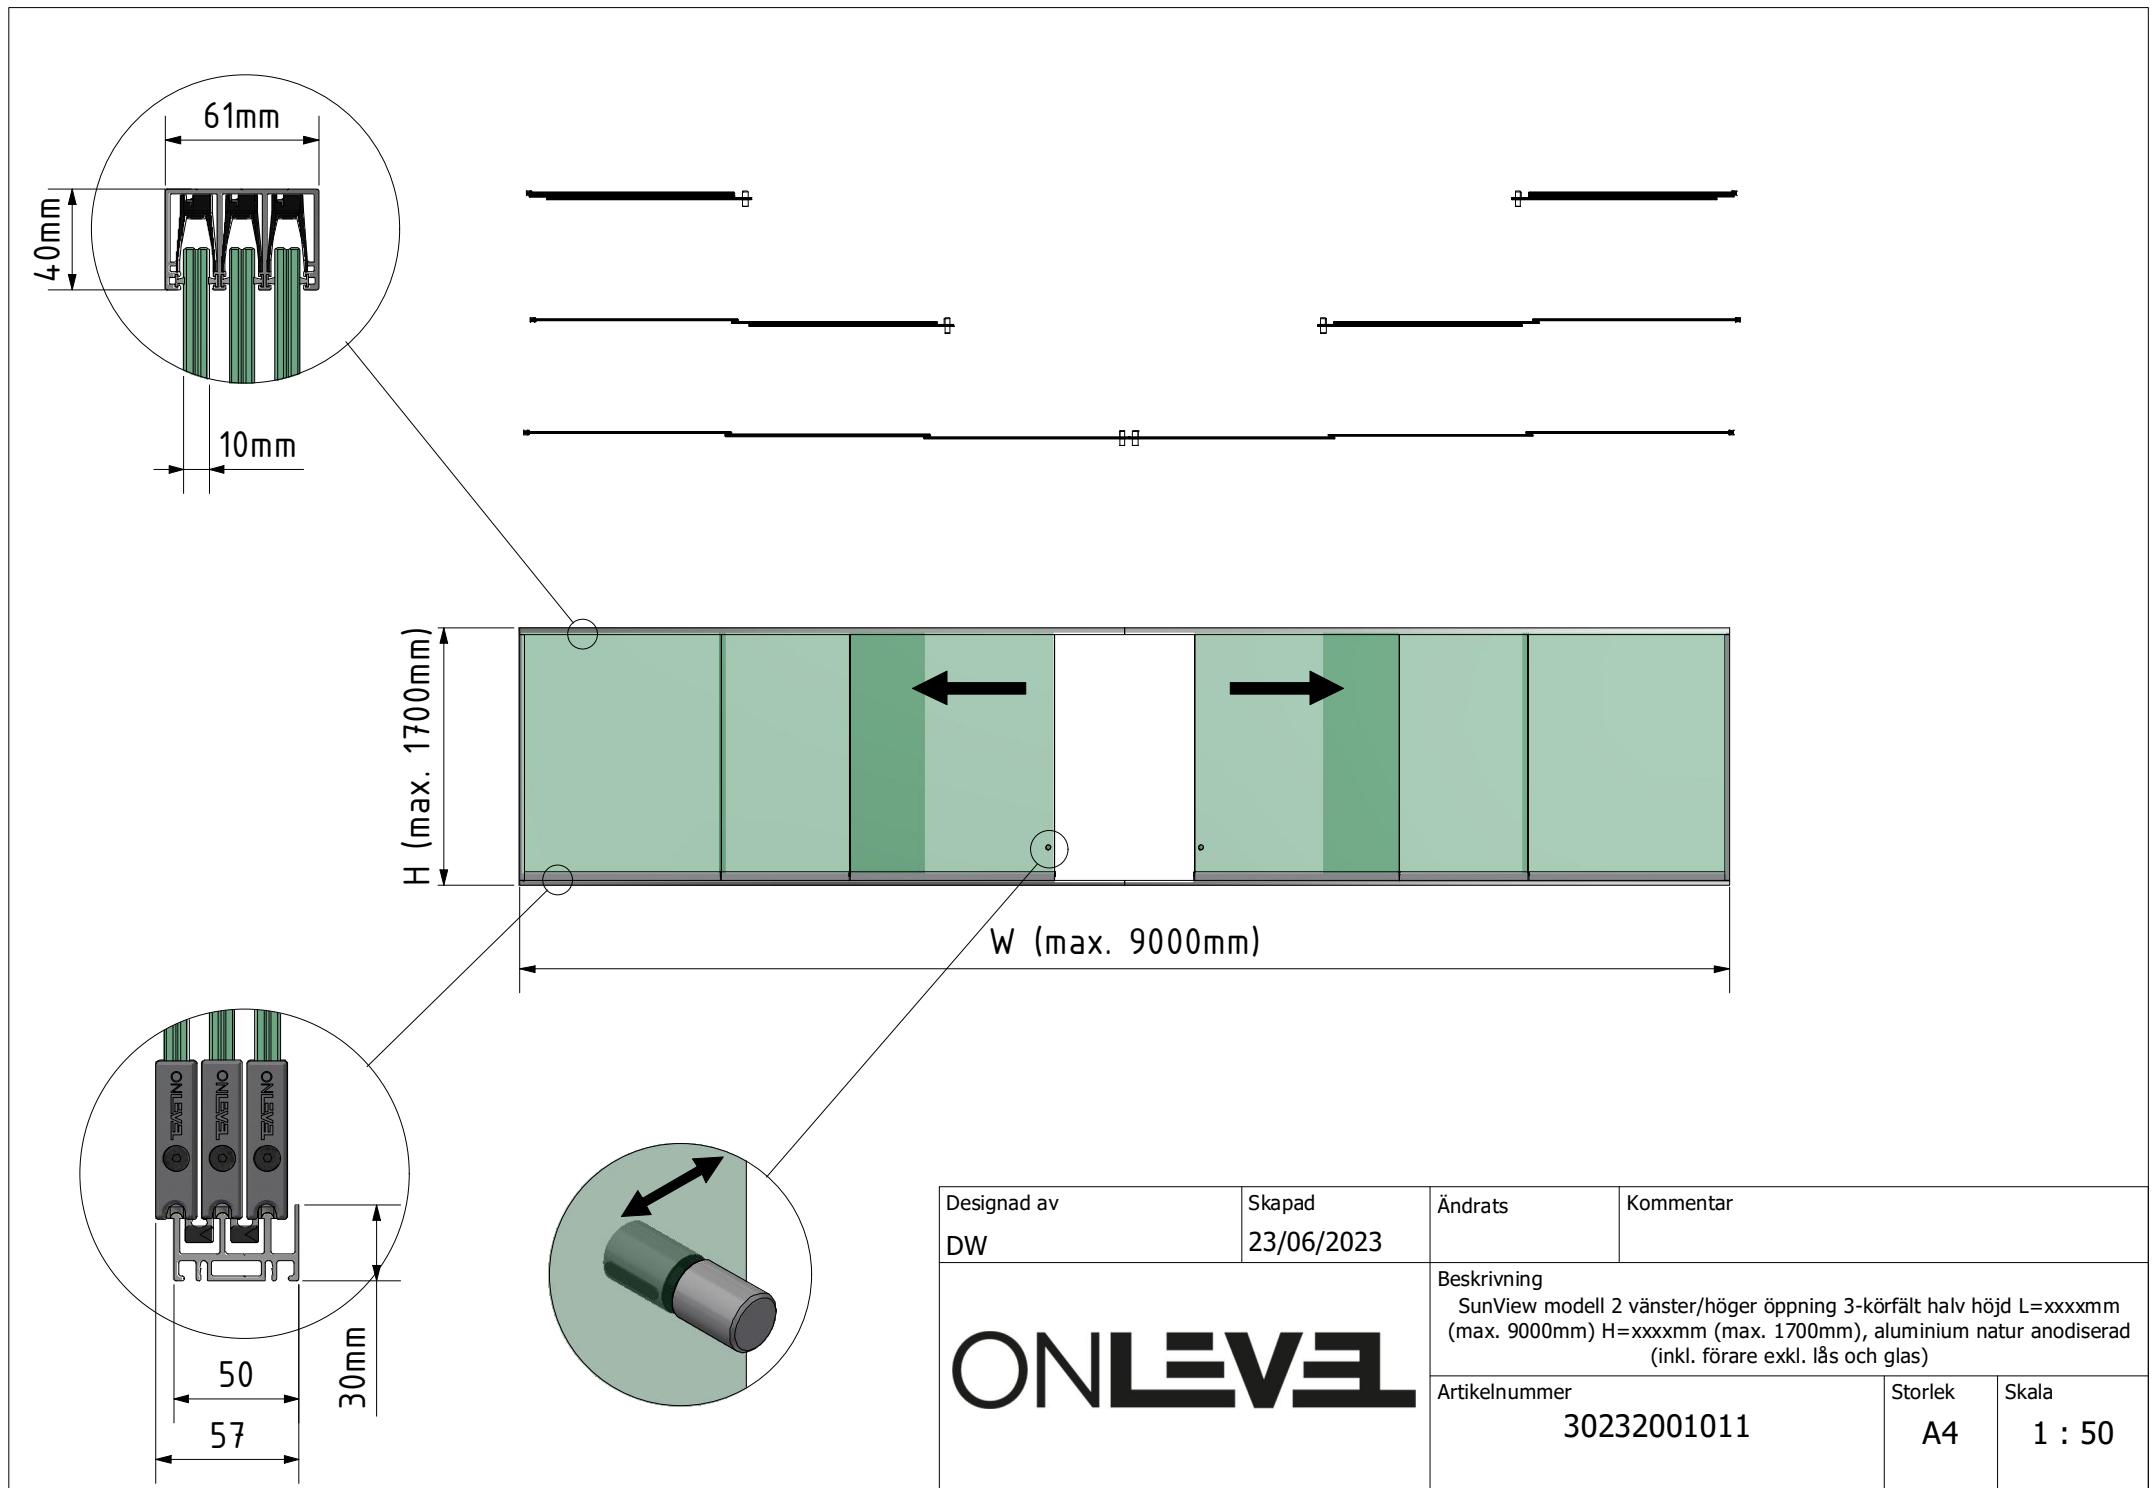 61mm
40mm
10mm
H (max. 1700mm)
W (max. 9000mm)
ONLEVEL
ONLEVEL
ONLEVEL
50
57
30mm
Designad av
DW
Skapad
23/06/2023
Ändrats
Kommentar
ONLEVEL
Beskrivning
SunView modell 2 vänster/höger öppning 3-körfält halv höjd L=xxxxmm
(max. 9000mm) H=xxxxmm (max. 1700mm), aluminium natur anodiserad
(inkl. förare exkl. lås och glas)
Artikelnummer
30232001011
Storlek
A4
Skala
1 : 50